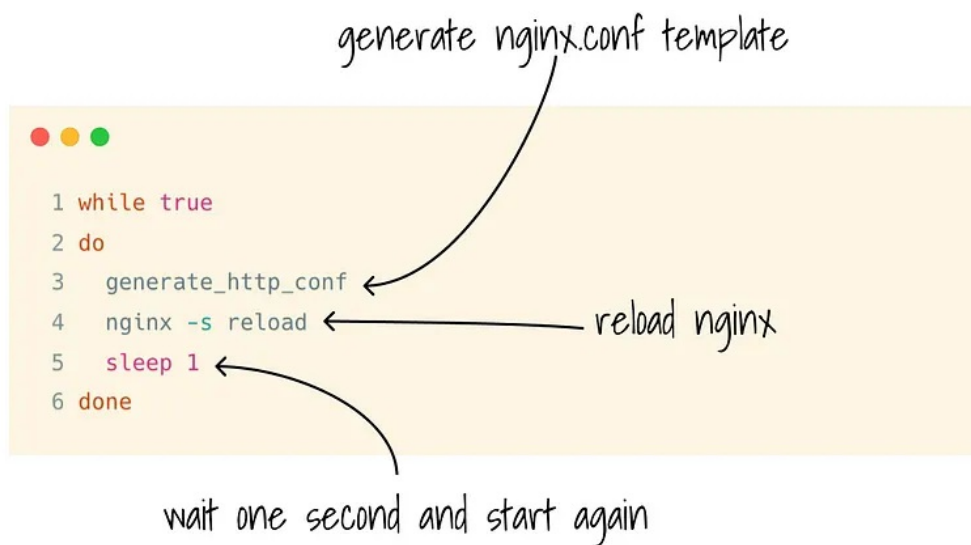 generate nginx.conf template
1 while true
2 do
3   generate_http_conf
4   nginx -s reload
reload nginx
5   sleep 1
6 done
wait one second and start again